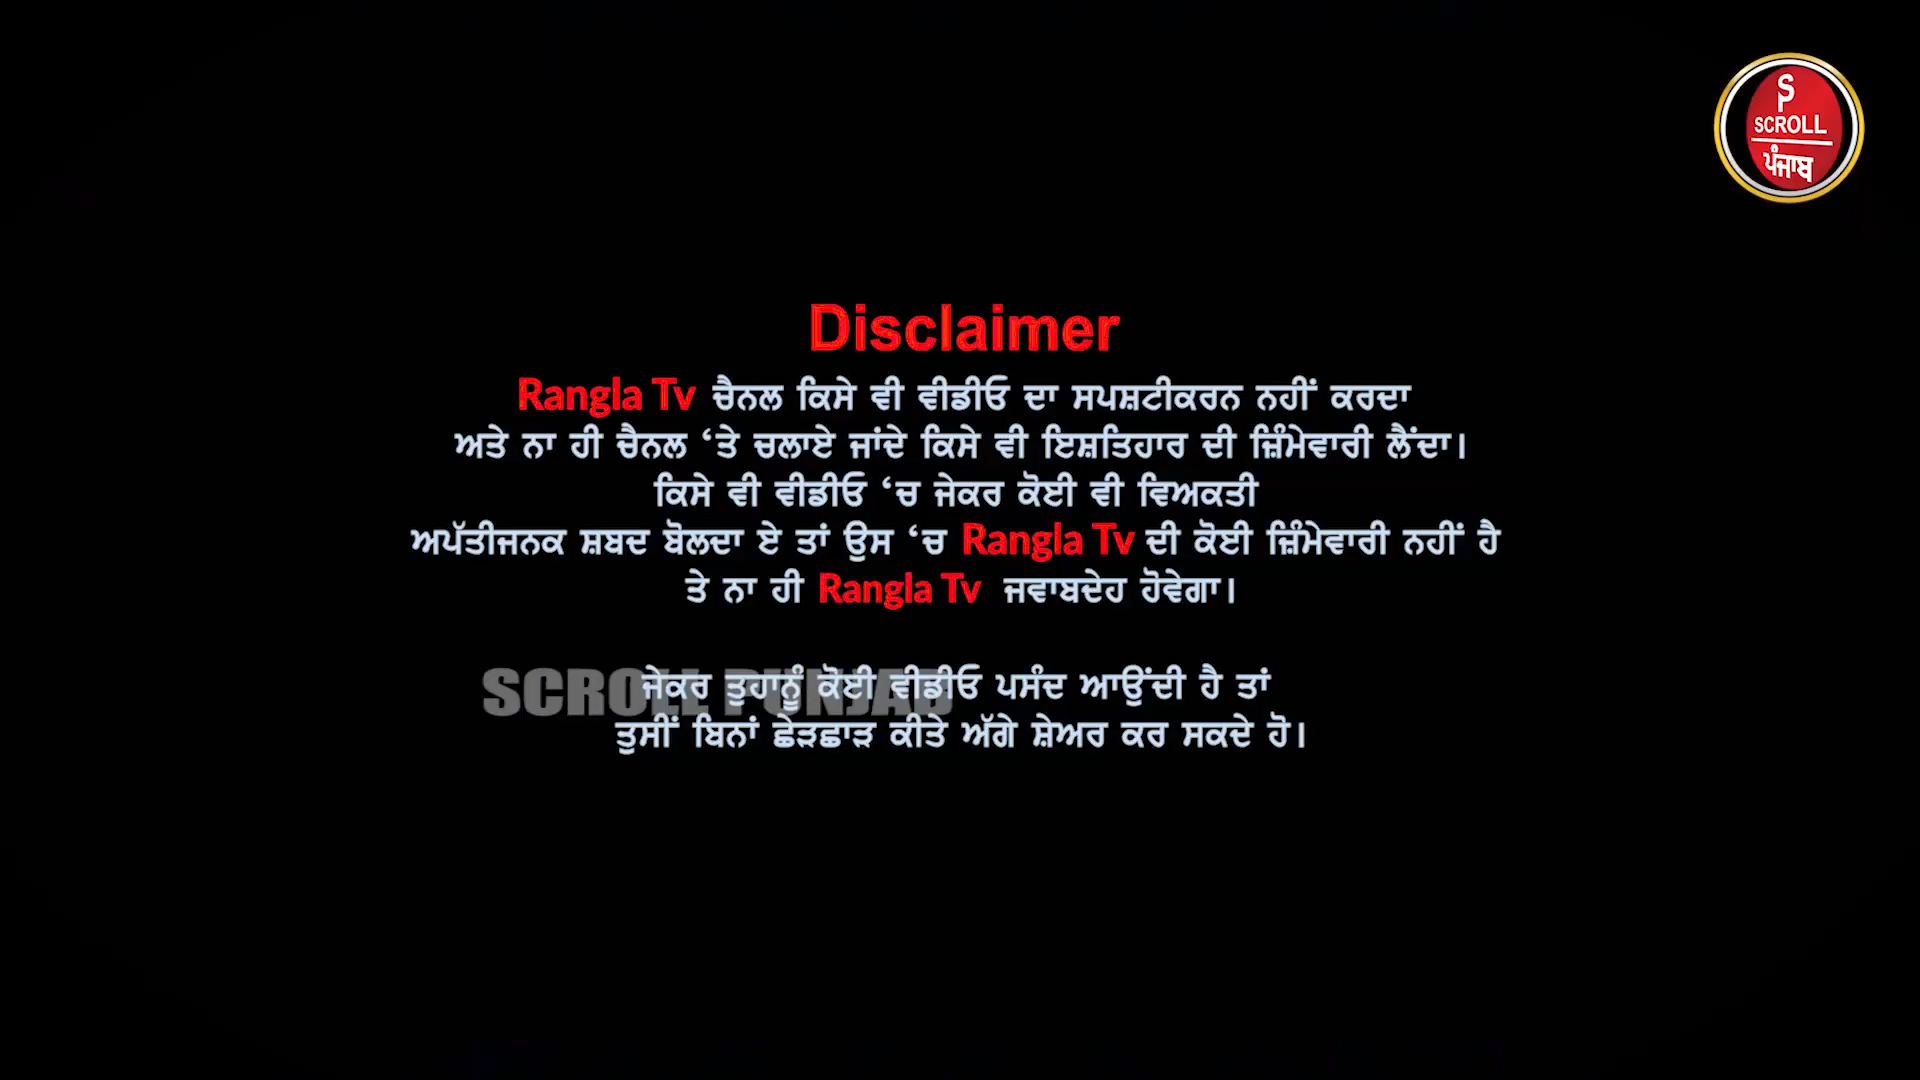 S
P
SCROLL
ਪੰਜਾਬ
Disclaimer
Rangla Tv ਚੈਨਲ ਕਿਸੇ ਵੀ ਵੀਡੀਓ ਦਾ ਸਪਸ਼ਟੀਕਰਨ ਨਹੀਂ ਕਰਦਾ
ਅਤੇ ਨਾ ਹੀ ਚੈਨਲ ‘ਤੇ ਚਲਾਏ ਜਾਂਦੇ ਕਿਸੇ ਵੀ ਇਸ਼ਤਿਹਾਰ ਦੀ ਜ਼ਿੰਮੇਵਾਰੀ ਲੈਂਦਾ।
ਕਿਸੇ ਵੀ ਵੀਡੀਓ ‘ਚ ਜੇਕਰ ਕੋਈ ਵੀ ਵਿਅਕਤੀ
ਅਪੱਤੀਜਨਕ ਸ਼ਬਦ ਬੋਲਦਾ ਏ ਤਾਂ ਉਸ ‘ਚ Rangla Tv ਦੀ ਕੋਈ ਜ਼ਿੰਮੇਵਾਰੀ ਨਹੀਂ ਹੈ
ਤੇ ਨਾ ਹੀ Rangla Tv ਜਵਾਬਦੇਹ ਹੋਵੇਗਾ।
SCROLL PUNJAB
ਜੇਕਰ ਤੁਹਾਨੂੰ ਕੋਈ ਵੀਡੀਓ ਪਸੰਦ ਆਉਂਦੀ ਹੈ ਤਾਂ
ਤੁਸੀਂ ਬਿਨਾਂ ਛੇੜਛਾੜ ਕੀਤੇ ਅੱਗੇ ਸ਼ੇਅਰ ਕਰ ਸਕਦੇ ਹੋ।